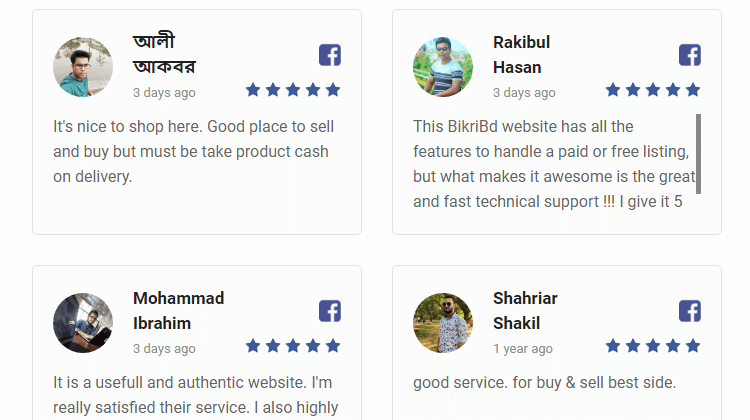 আলী
আকবর
3 days ago
It's nice to shop here. Good place to sell
and buy but must be take product cash
on delivery.
Rakibul
Hasan
3 days ago
This BikriBd website has all the
features to handle a paid or free listing,
but what makes it awesome is the great
and fast technical support !!! I give it 5
Mohammad
Ibrahim
3 days ago
It is a usefull and authentic website. I'm
really satisfied their service. I also highly
Shahriar
Shakil
1 year ago
good service. for buy & sell best side.